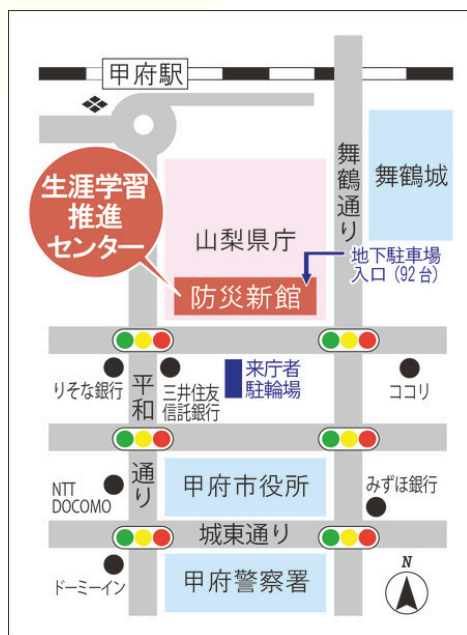 甲府駅
生涯学習
推進
センター
山梨県庁
舞鶴通り
舞鶴城
地下駐車場
入口（92台）
防災新館
りそな銀行
平和
三井住友
信託銀行
来庁者
駐輪場
ココリ
通り
NTT
DOCOMO
甲府市役所
みずほ銀行
城東通り
ドーミーイン
甲府警察署
N